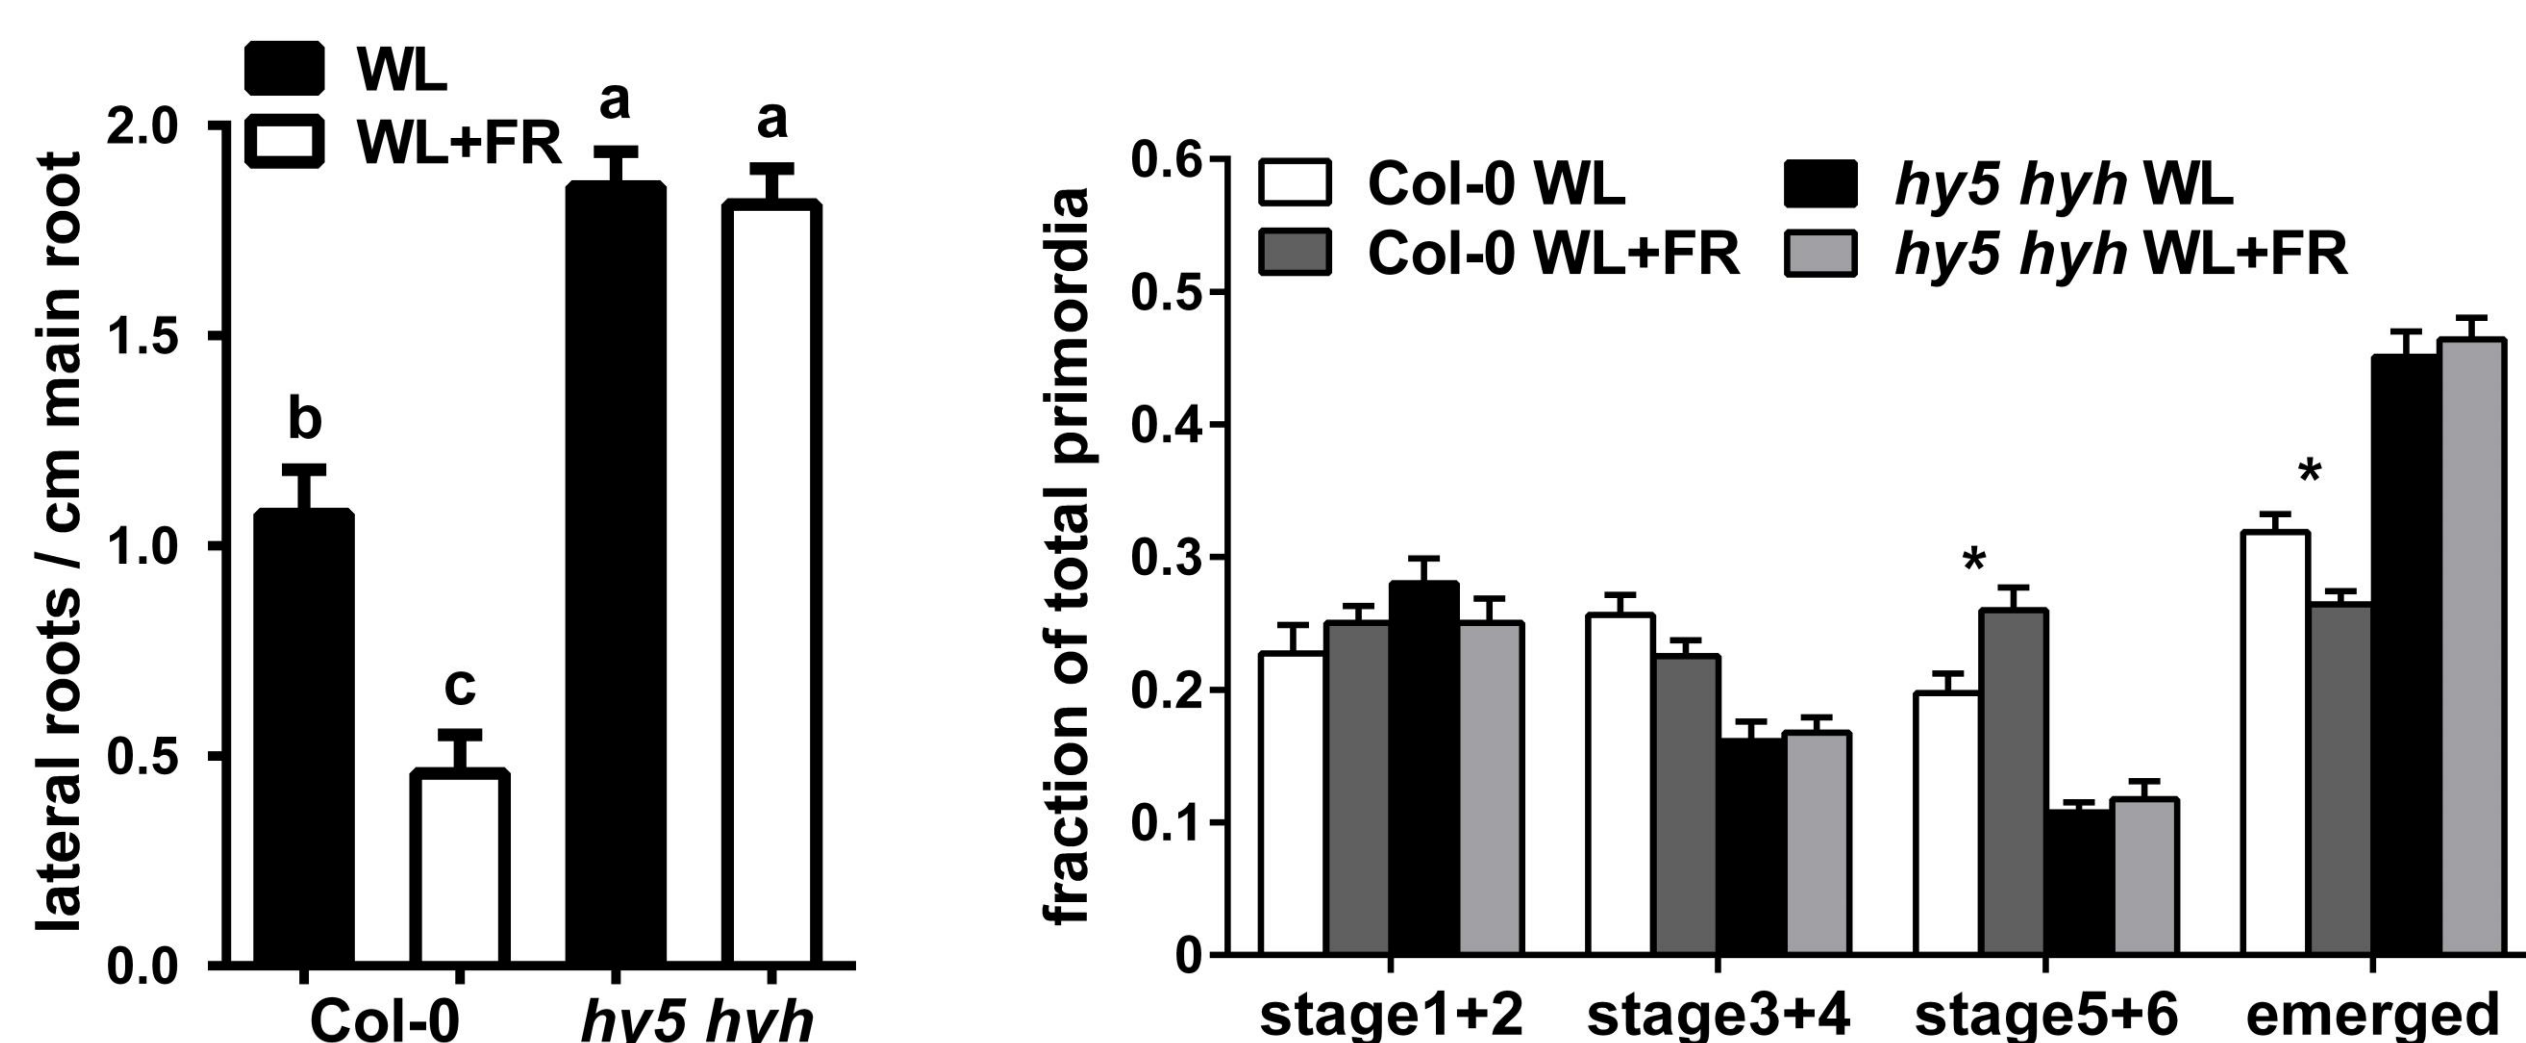 WL
WL+FR
lateral roots / cm main root
2.0
1.5
1.0
0.5
0.0
b
c
a
a
Col-0
hy5 hyh
fraction of total primordia
0.6
0.5
0.4
0.3
0.2
0.1
0
Col-0 WL
Col-0 WL+FR
hy5 hyh WL
hy5 hyh WL+FR
*
*
stage1+2
stage3+4
stage5+6
emerged